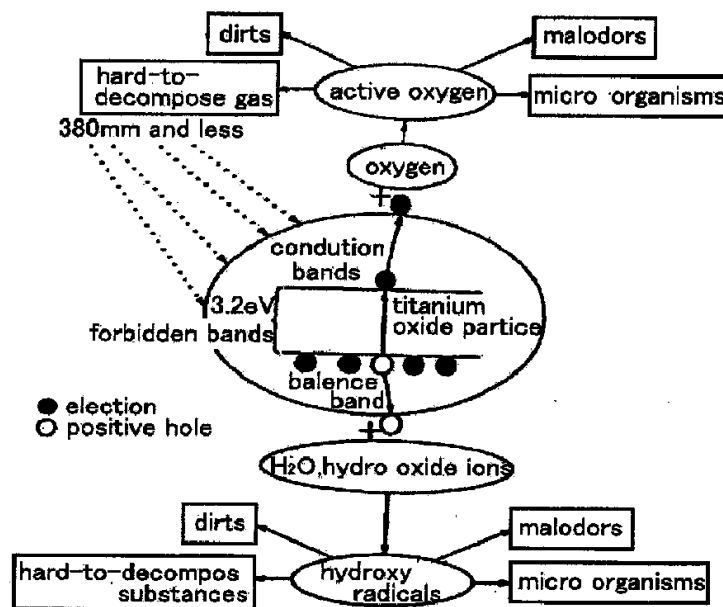 dirts
malodors
hard-to-
decompose gas
active oxygen
micro organisms
380mm and less
oxygen
+
condution
bands
3.2eV
forbidden bands
titanium
oxide partice
balence
band
election
positive hole
+
H₂O,hydro oxide ions
dirts
malodors
hard-to-decompos
substances
hydroxy
radicals
micro organisms